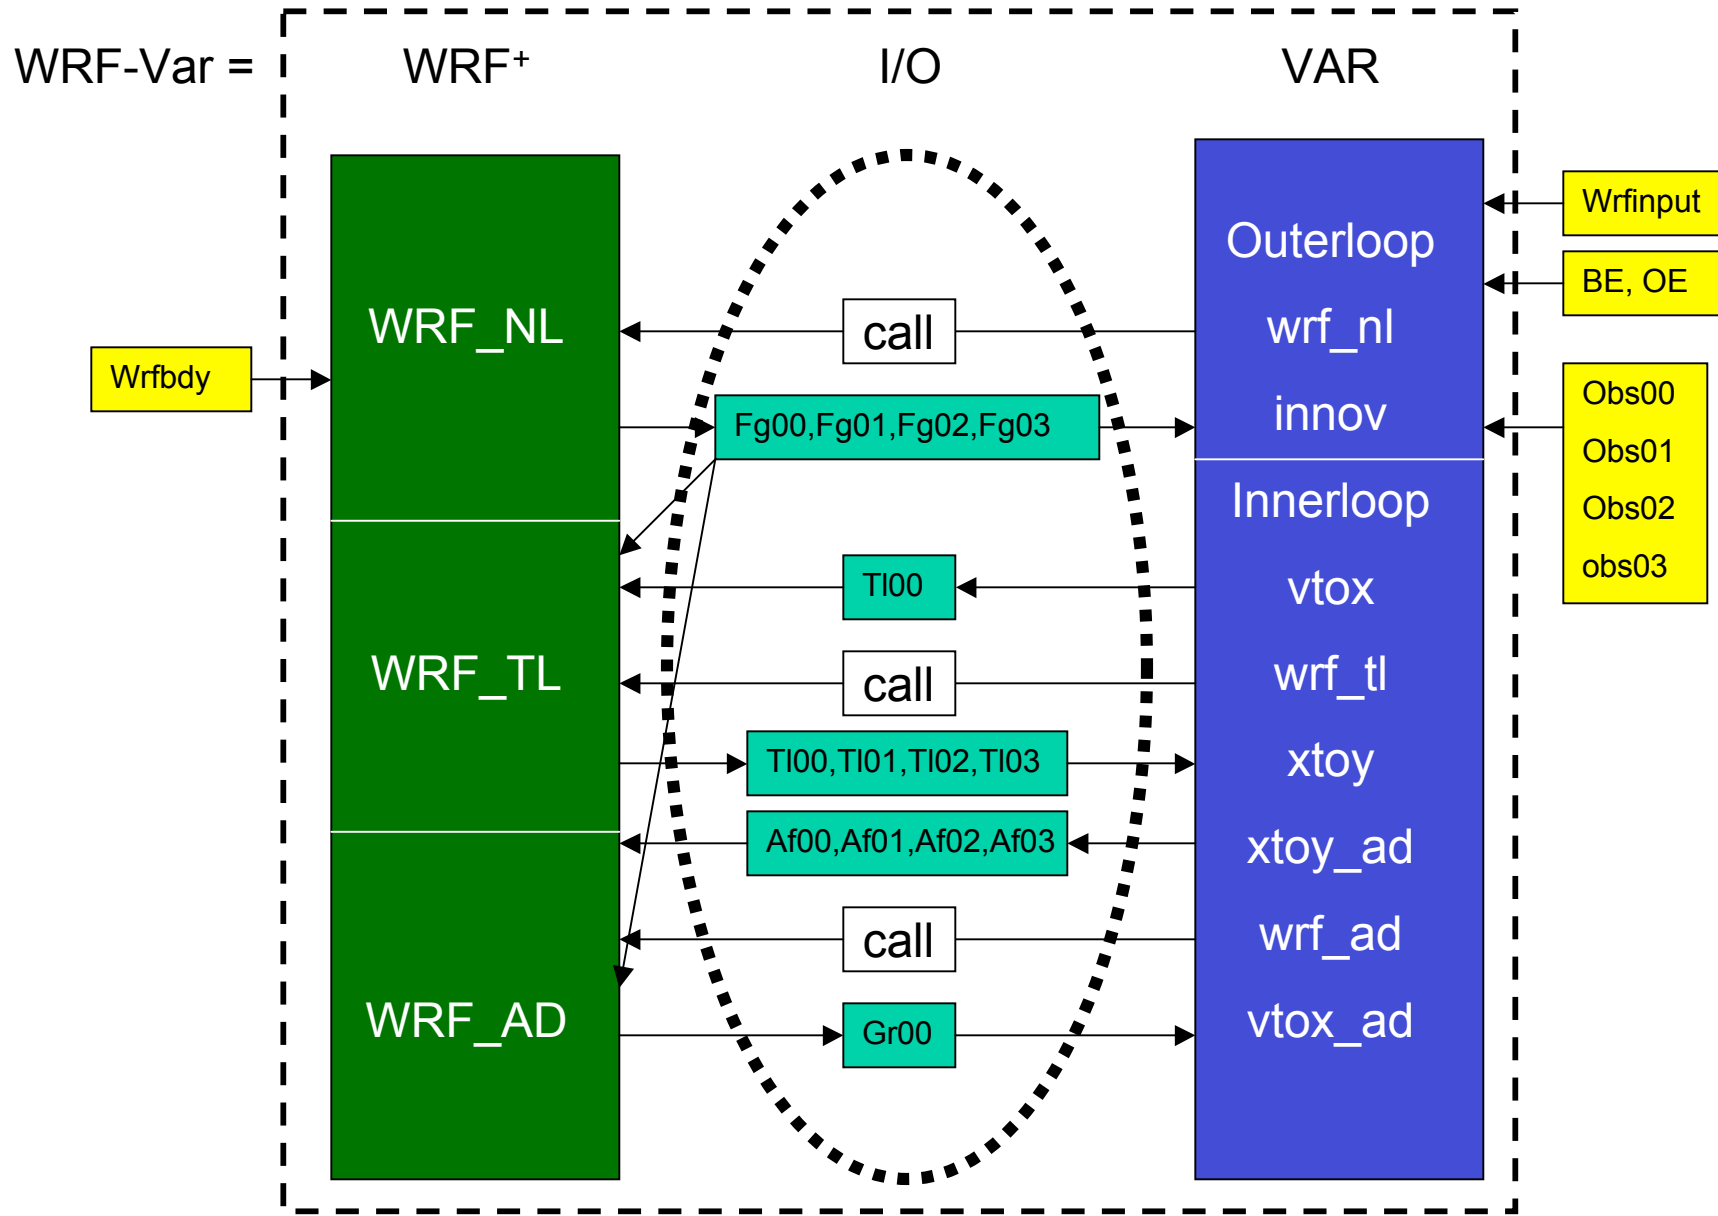 WRF-Var =
WRF+
I/O
VAR
Wrfbdy
WRF_NL
WRF_TL
WRF_AD
call
Fg00,Fg01,Fg02,Fg03
Tl00
call
Tl00,Tl01,Tl02,Tl03
Af00,Af01,Af02,Af03
call
Gr00
Outerloop
wrf_nl
innov
Innerloop
vtox
wrf_tl
xtoy
xtoy_ad
wrf_ad
vtox_ad
Wrfinput
BE, OE
Obs00
Obs01
Obs02
obs03